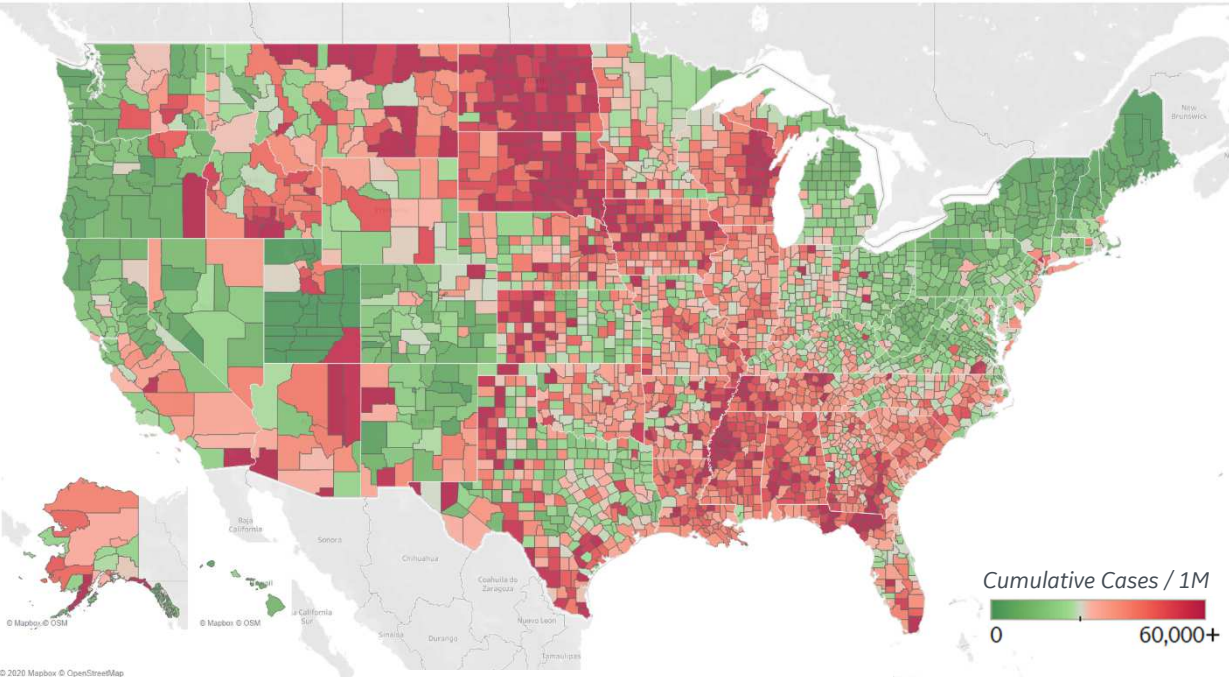 New
Brunswick
Baja
California
Sonora
Chihuahua
Coahuila de
Zaragoza
Nuevo León
Sinaloa
Durango
Tamaulipas
a California
Sur
© Mapbox © OSM
© Mapbox © OSM
Cumulative Cases / 1M
0
60,000+
© 2020 Mapbox © OpenStreetMap